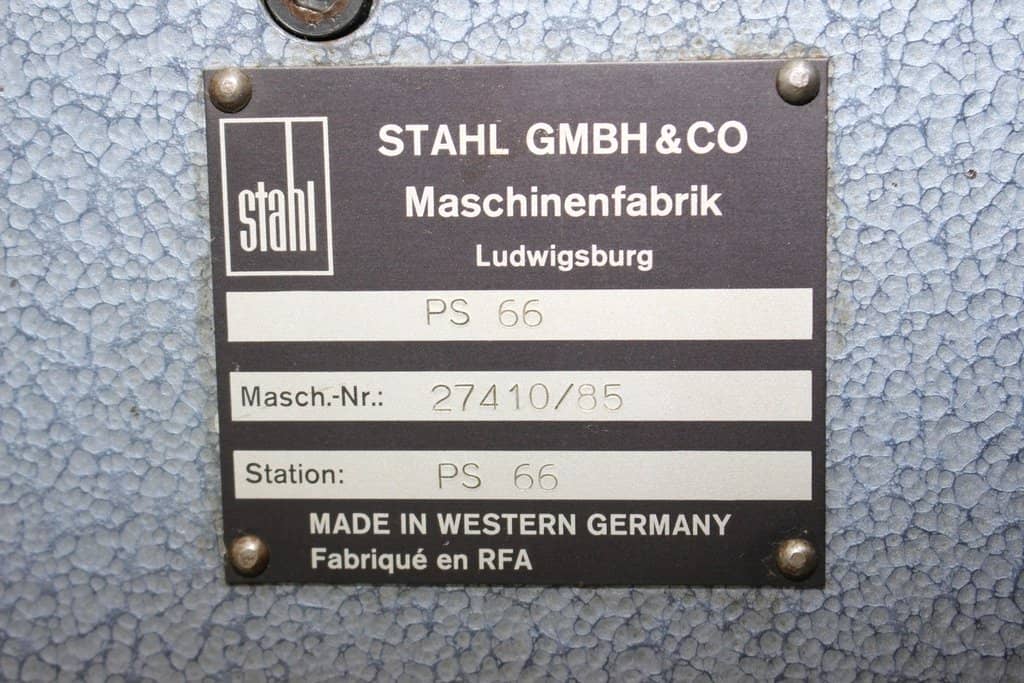 stahl
STAHL GMBH & CO
Maschinenfabrik
Ludwigsburg
PS 66
Masch.-Nr.: 27410/85
Station: PS 66
MADE IN WESTERN GERMANY
Fabriqué en RFA